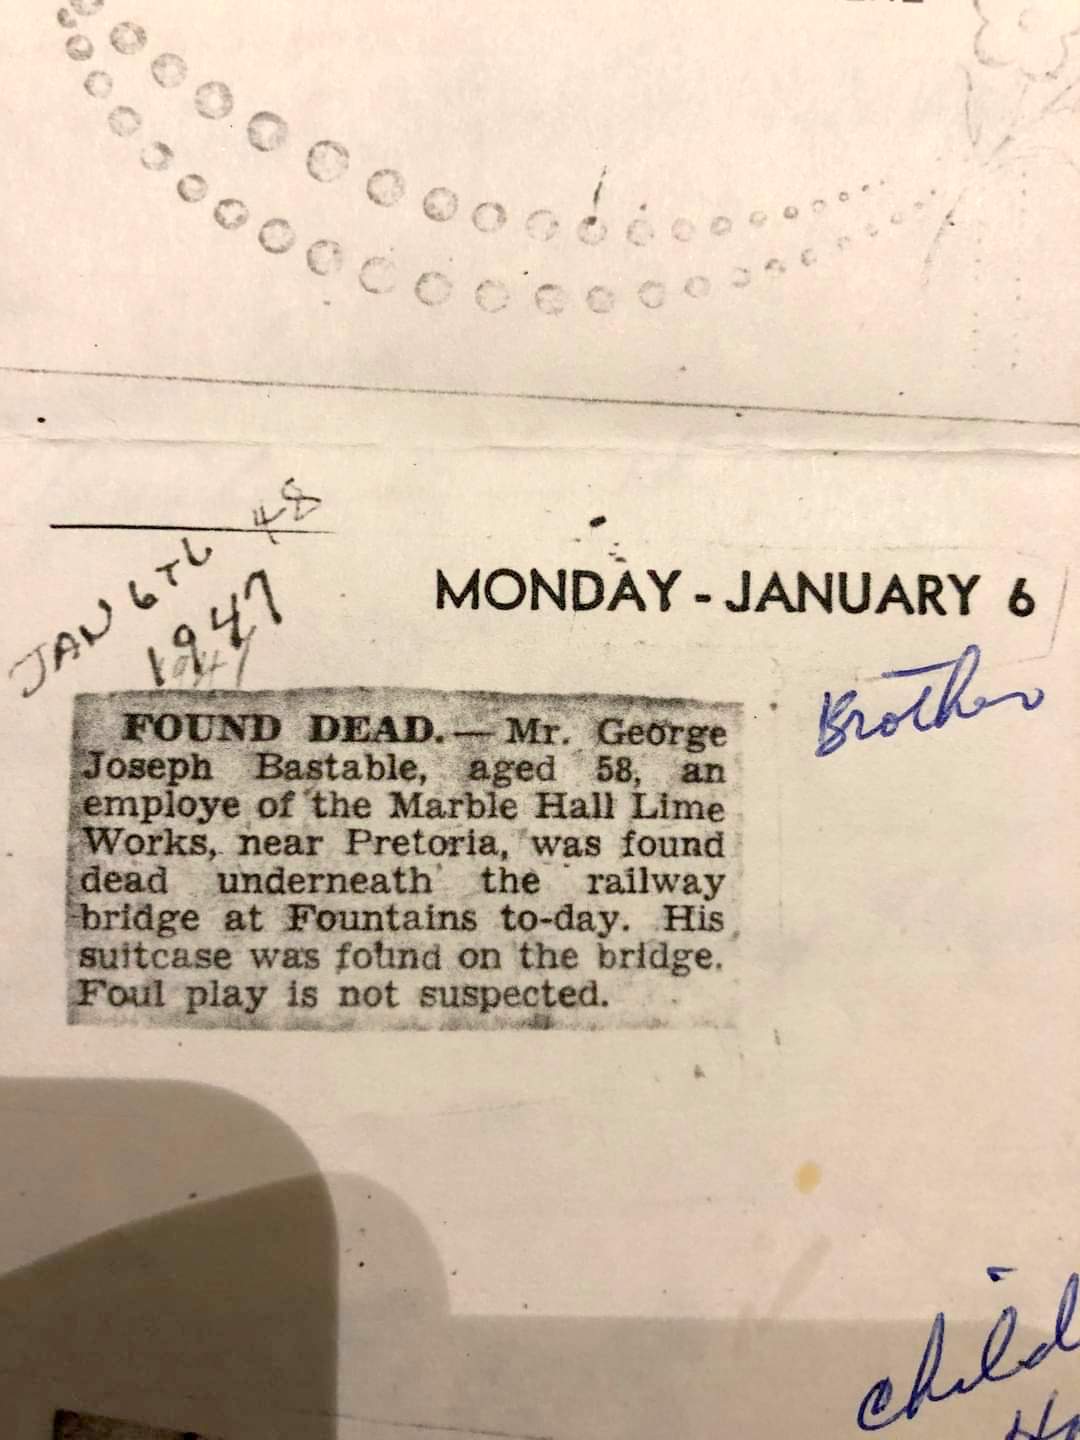 48
JAN 6TH
1947
MONDAY - JANUARY 6
Brother
FOUND DEAD.— Mr. George
Joseph Bastable, aged 58, an
employe of the Marble Hall Lime
Works, near Pretoria, was found
dead underneath the railway
bridge at Fountains to-day. His
suitcase was found on the bridge.
Foul play is not suspected.
child